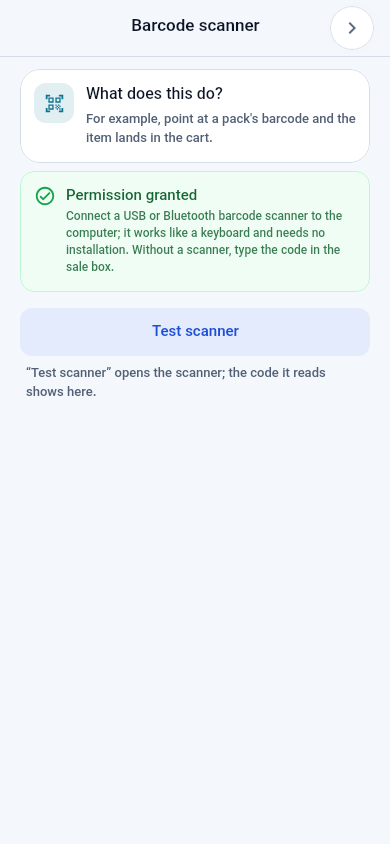 Barcode scanner
What does this do?
For example, point at a pack's barcode and the
item lands in the cart.
Permission granted
Connect a USB or Bluetooth barcode scanner to the
computer; it works like a keyboard and needs no
installation. Without a scanner, type the code in the
sale box.
Test scanner
“Test scanner” opens the scanner; the code it reads
shows here.